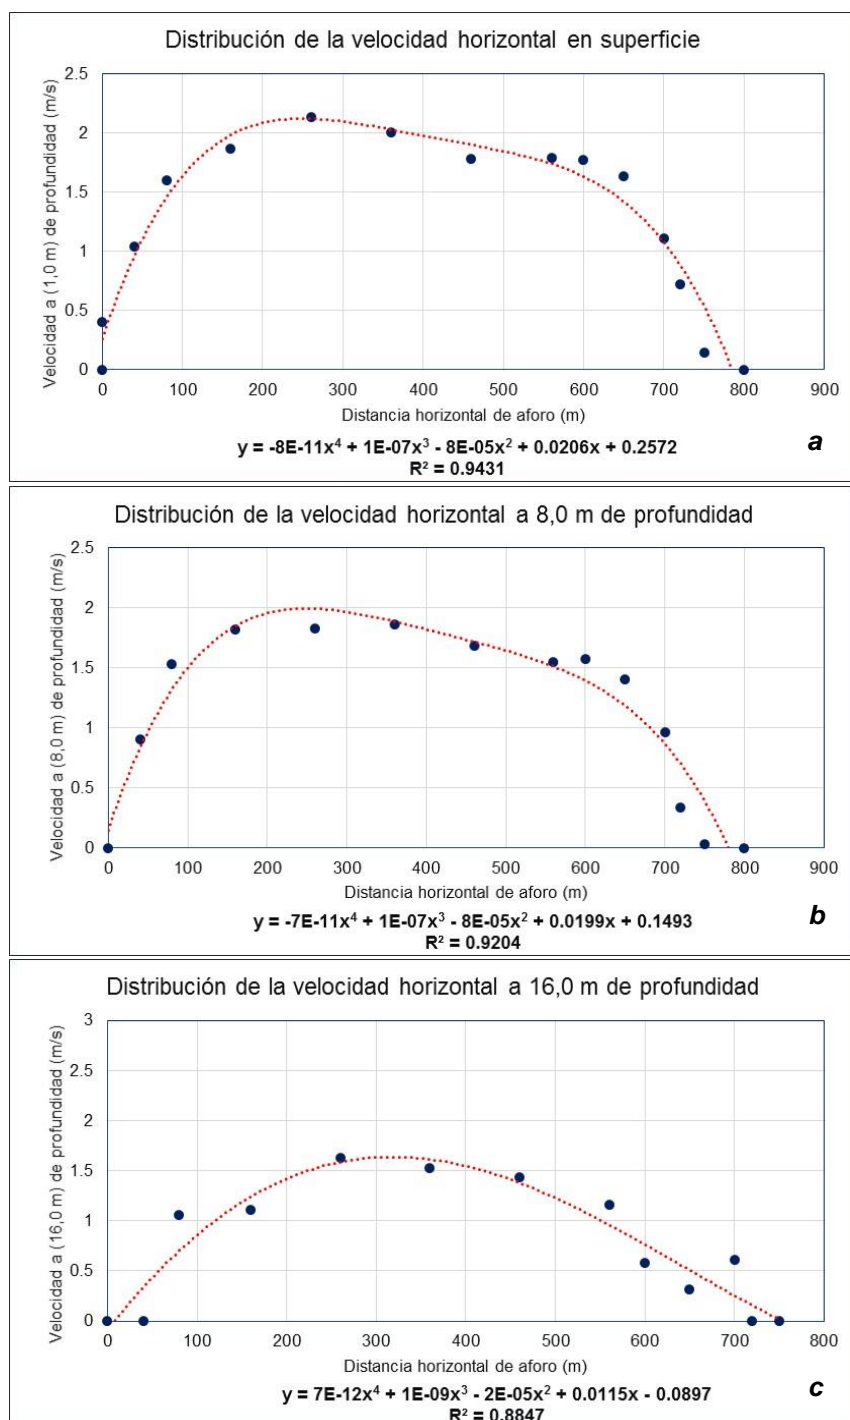 Distribución de la velocidad horizontal en superficie
Velocidad a (1,0 m) de profundidad (m/s)
2.5
2
1.5
1
0.5
0
0 100 200 300 400 500 600 700 800 900
Distancia horizontal de aforo (m)
y = -8E-11x⁴ + 1E-07x³ - 8E-05x² + 0.0206x + 0.2572
R² = 0.9431
a
Distribución de la velocidad horizontal a 8,0 m de profundidad
Velocidad a (8,0 m) de profundidad (m/s)
2.5
2
1.5
1
0.5
0
0 100 200 300 400 500 600 700 800 900
Distancia horizontal de aforo (m)
y = -7E-11x⁴ + 1E-07x³ - 8E-05x² + 0.0199x + 0.1493
R² = 0.9204
b
Distribución de la velocidad horizontal a 16,0 m de profundidad
Velocidad a (16,0 m) de profundidad (m/s)
3
2.5
2
1.5
1
0.5
0
0 100 200 300 400 500 600 700 800
Distancia horizontal de aforo (m)
y = 7E-12x⁴ + 1E-09x³ - 2E-05x² + 0.0115x - 0.0897
R² = 0.8847
c